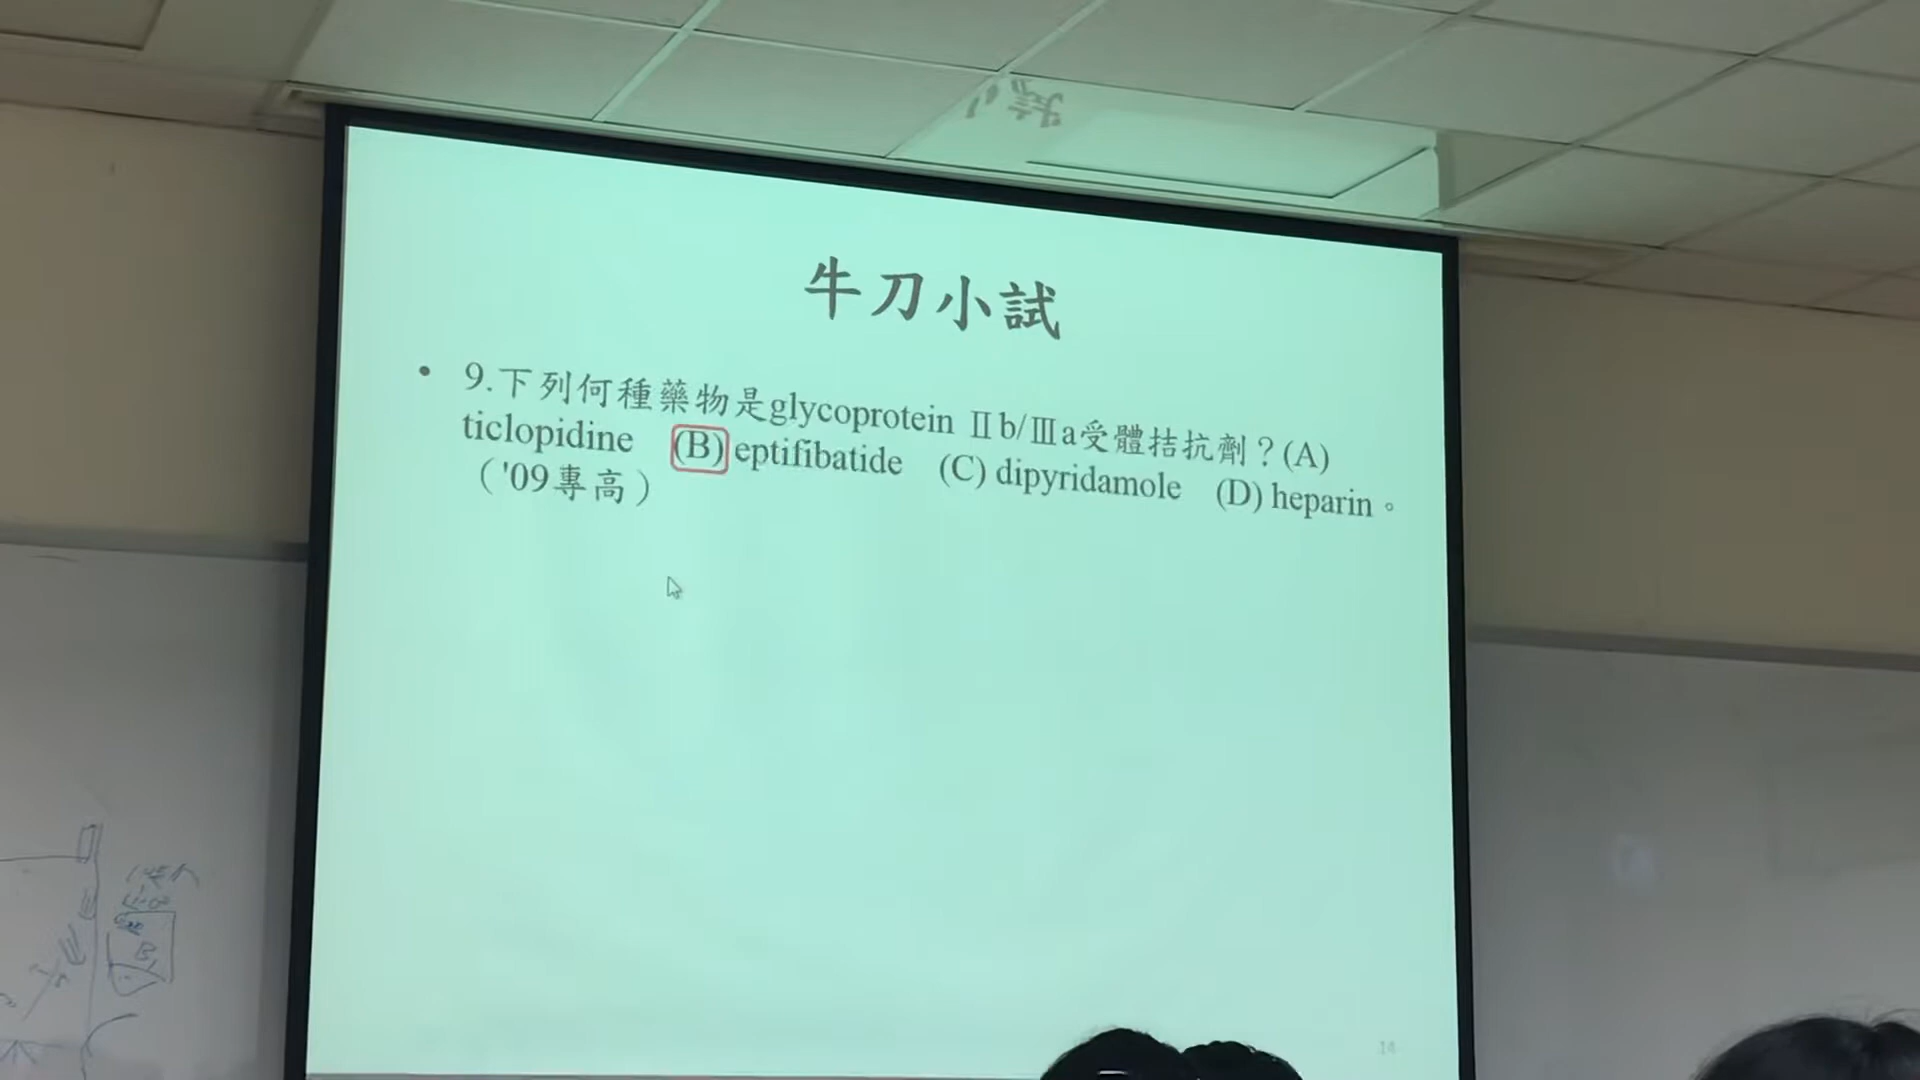 牛刀小試
• 9.下列何種藥物是glycoprotein Ⅱb/Ⅲa受體拮抗劑？(A)
ticlopidine (B) eptifibatide (C) dipyridamole (D) heparin。
（'09專高）
14